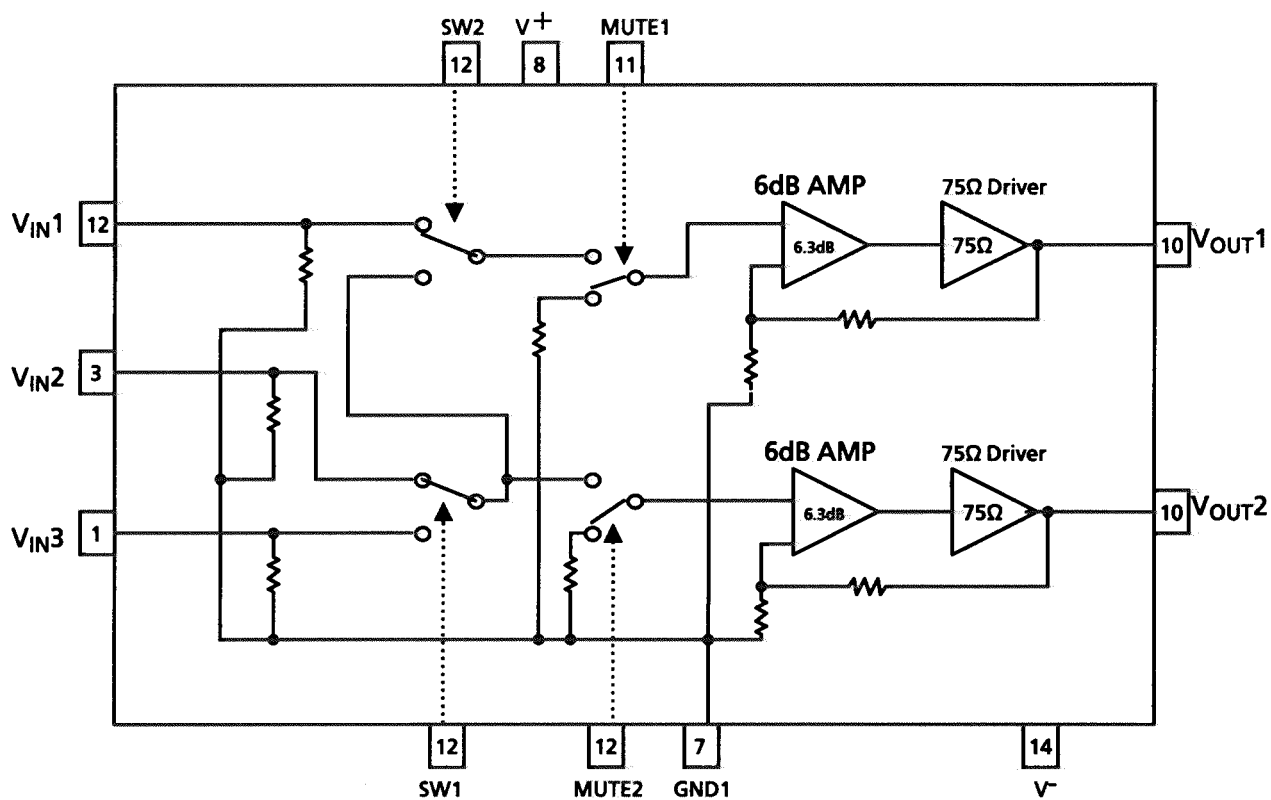 SW2 V+ MUTE1
12 8 11
6dB AMP 75Ω Driver
VIN1 12 6.3dB 75Ω 10 VOUT1
VIN2 3
6dB AMP 75Ω Driver
VIN3 1 6.3dB 75Ω 10 VOUT2
12 12 7 14
SW1 MUTE2 GND1 V-